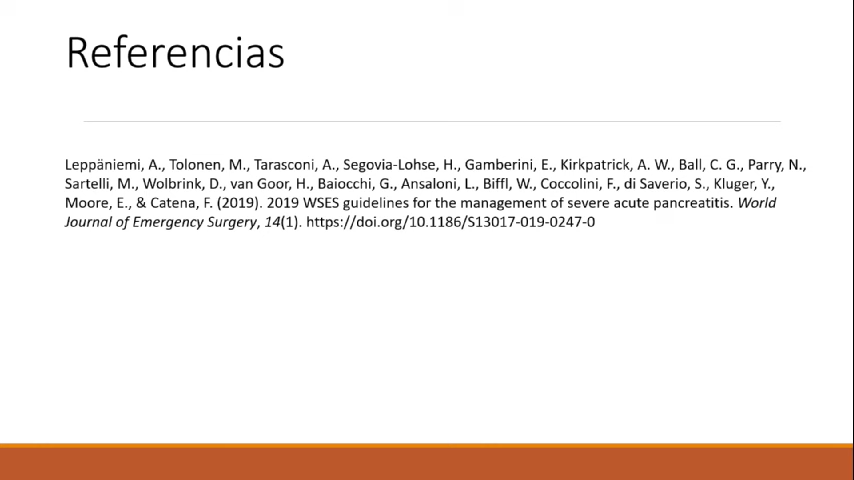 Referencias
Leppäniemi, A., Tolonen, M., Tarasconi, A., Segovia-Lohse, H., Gamberini, E., Kirkpatrick, A. W., Ball, C. G., Parry, N.,
Sartelli, M., Wolbrink, D., van Goor, H., Baiocchi, G., Ansaloni, L., Biffl, W., Coccolini, F., di Saverio, S., Kluger, Y.,
Moore, E., & Catena, F. (2019). 2019 WSES guidelines for the management of severe acute pancreatitis. World
Journal of Emergency Surgery, 14(1). https://doi.org/10.1186/S13017-019-0247-0